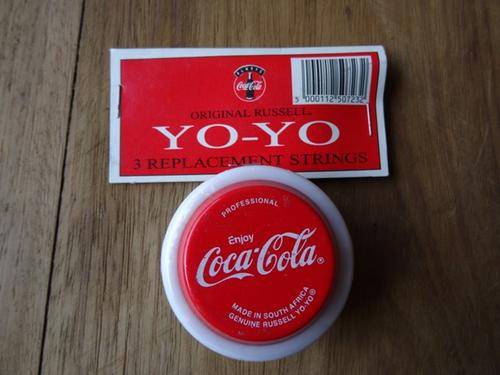 ALWAYS
Coca-Cola
5 000112 507232
ORIGINAL RUSSELL
YO-YO
3 REPLACEMENT STRINGS
PROFESSIONAL
Enjoy
Coca-Cola®
MADE IN SOUTH AFRICA
GENUINE RUSSELL YO-YO®